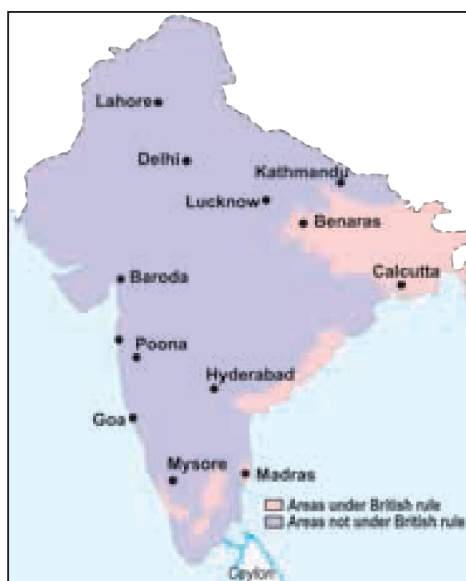 Lahore
Delhi
Kathmandu
Lucknow
Benaras
Calcutta
Baroda
Poona
Hyderabad
Goa
Mysore
Madras
Areas under British rule
Areas not under British rule
Ceylon